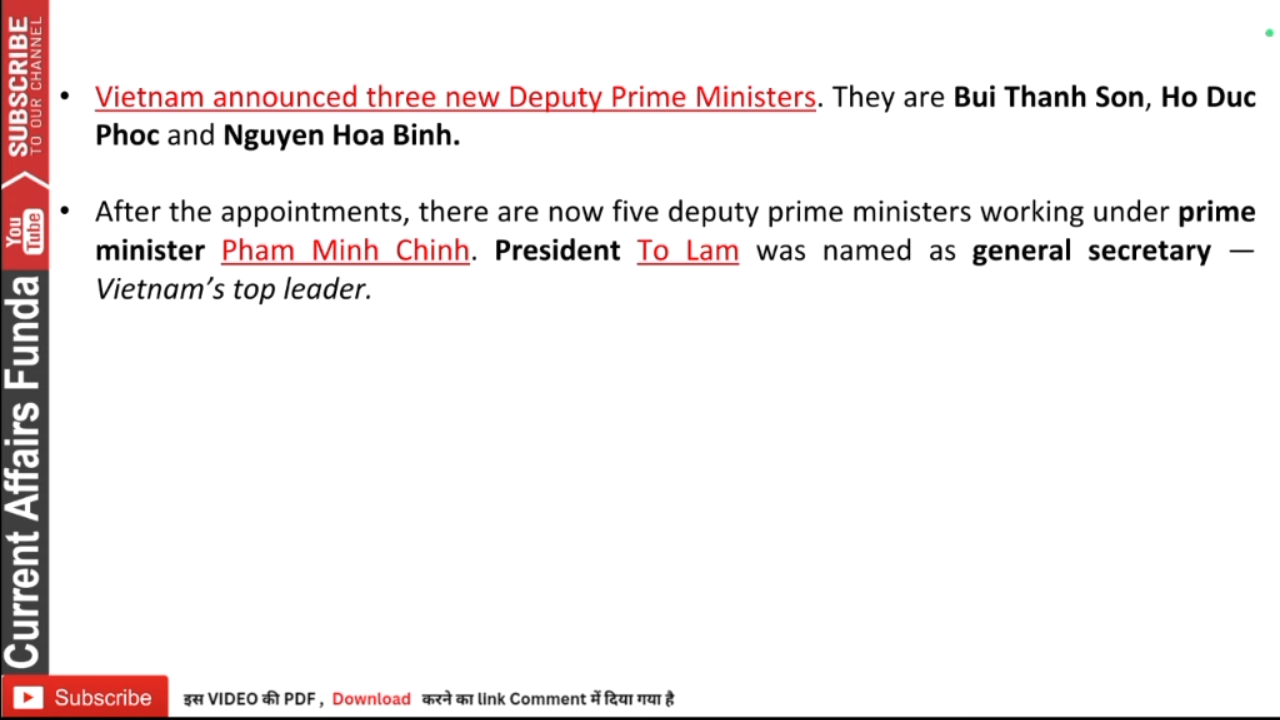 SUBSCRIBE
TO OUR CHANNEL
You
Tube
Current Affairs Funda
• Vietnam announced three new Deputy Prime Ministers. They are Bui Thanh Son, Ho Duc
Phoc and Nguyen Hoa Binh.
• After the appointments, there are now five deputy prime ministers working under prime
minister Pham Minh Chinh. President To Lam was named as general secretary —
Vietnam’s top leader.
Subscribe
इस VIDEO की PDF , Download करने का link Comment में दिया गया है